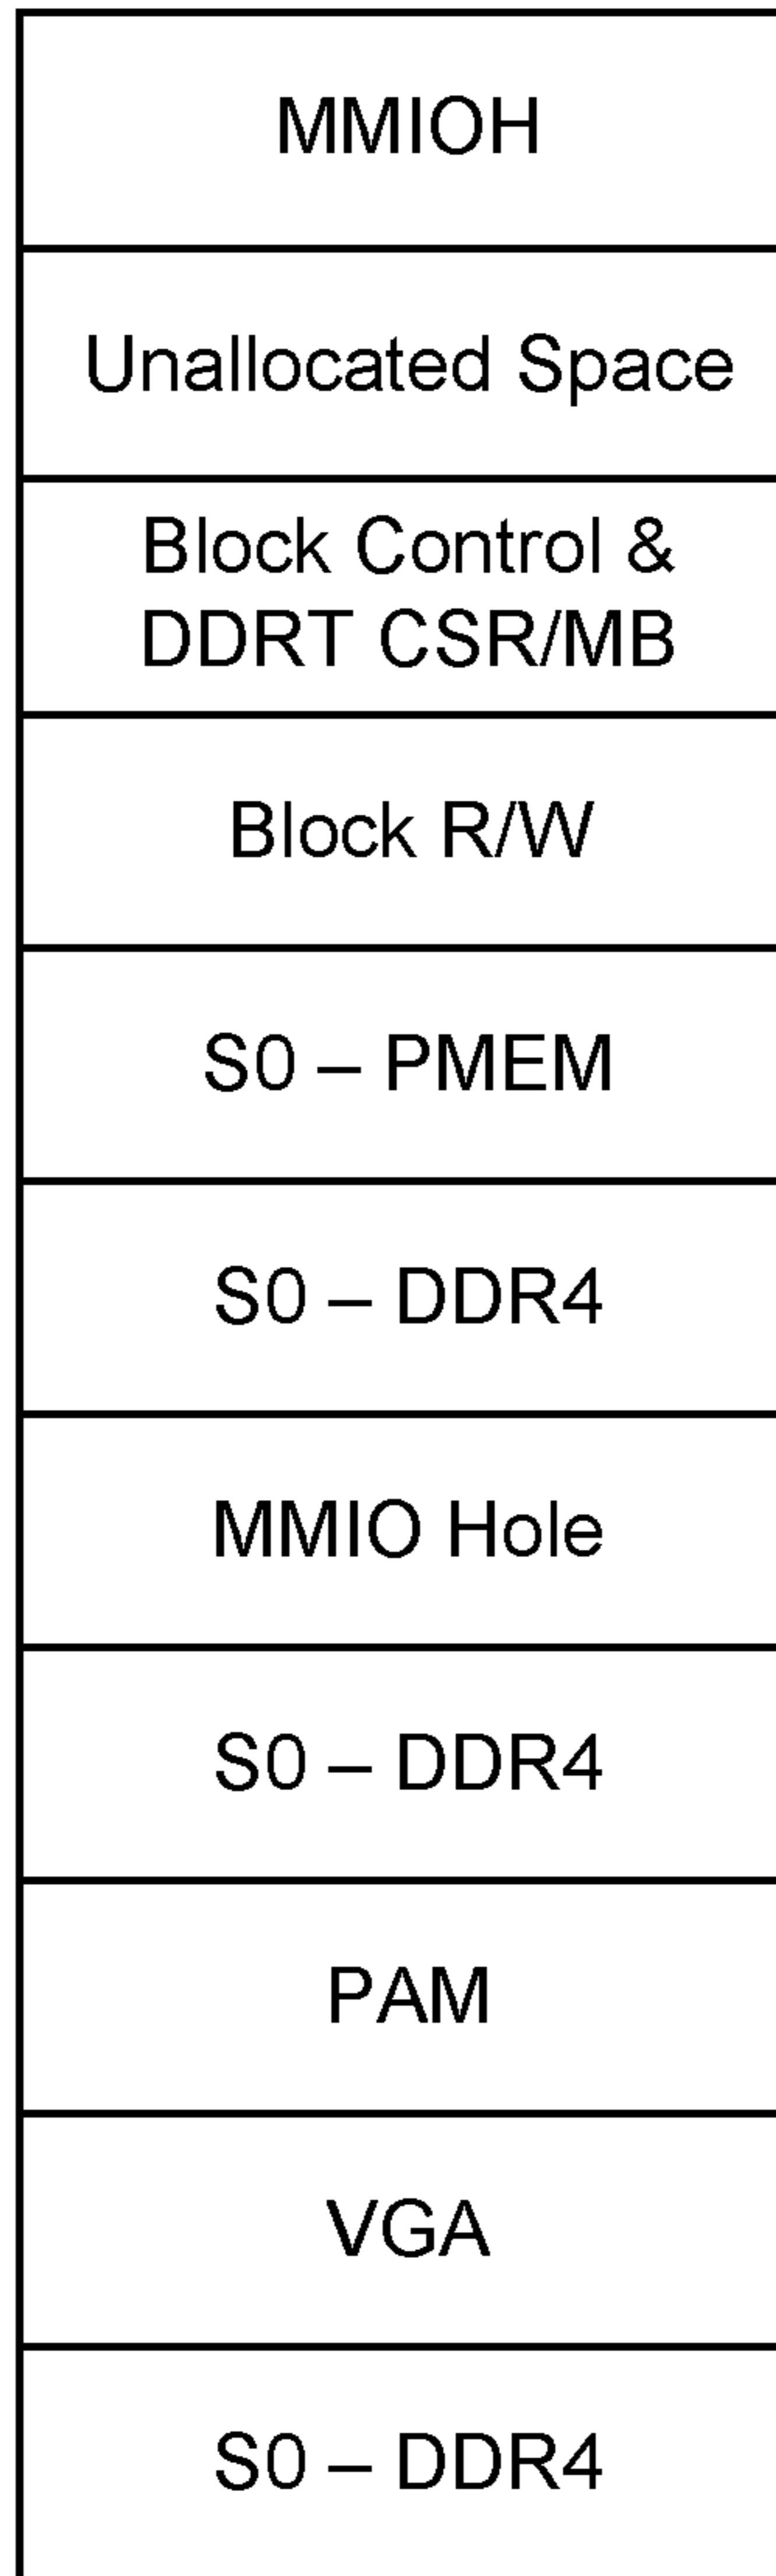 MMIOH
Unallocated Space
Block Control &
DDRT CSR/MB
Block R/W
S0 – PMEM
S0 – DDR4
MMIO Hole
S0 – DDR4
PAM
VGA
S0 – DDR4